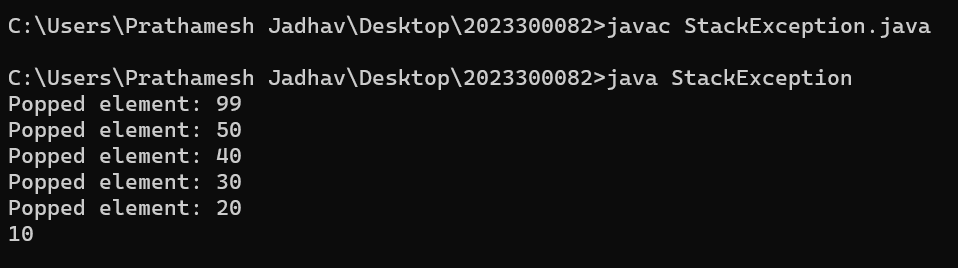 C:\Users\Prathamesh Jadhav\Desktop\2023300082>javac StackException.java
C:\Users\Prathamesh Jadhav\Desktop\2023300082>java StackException
Popped element: 99
Popped element: 50
Popped element: 40
Popped element: 30
Popped element: 20
10